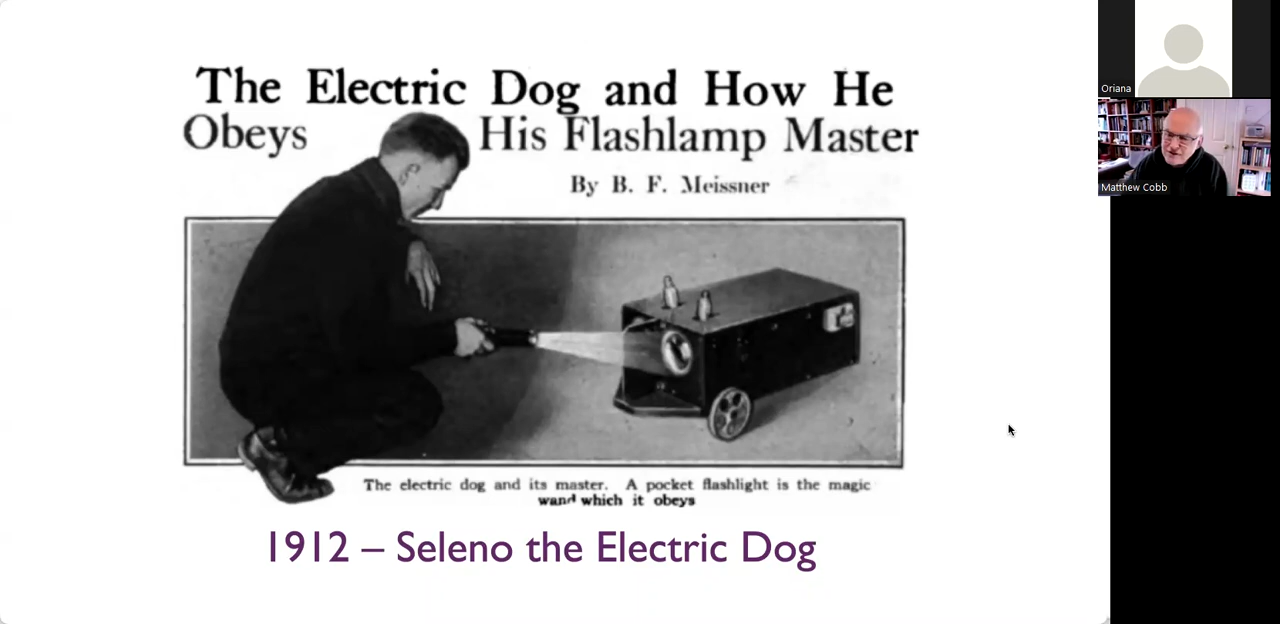 The Electric Dog and How He
Obeys His Flashlamp Master
By B. F. Meissner
The electric dog and its master. A pocket flashlight is the magic
wand which it obeys
1912 – Seleno the Electric Dog
Oriana
Matthew Cobb